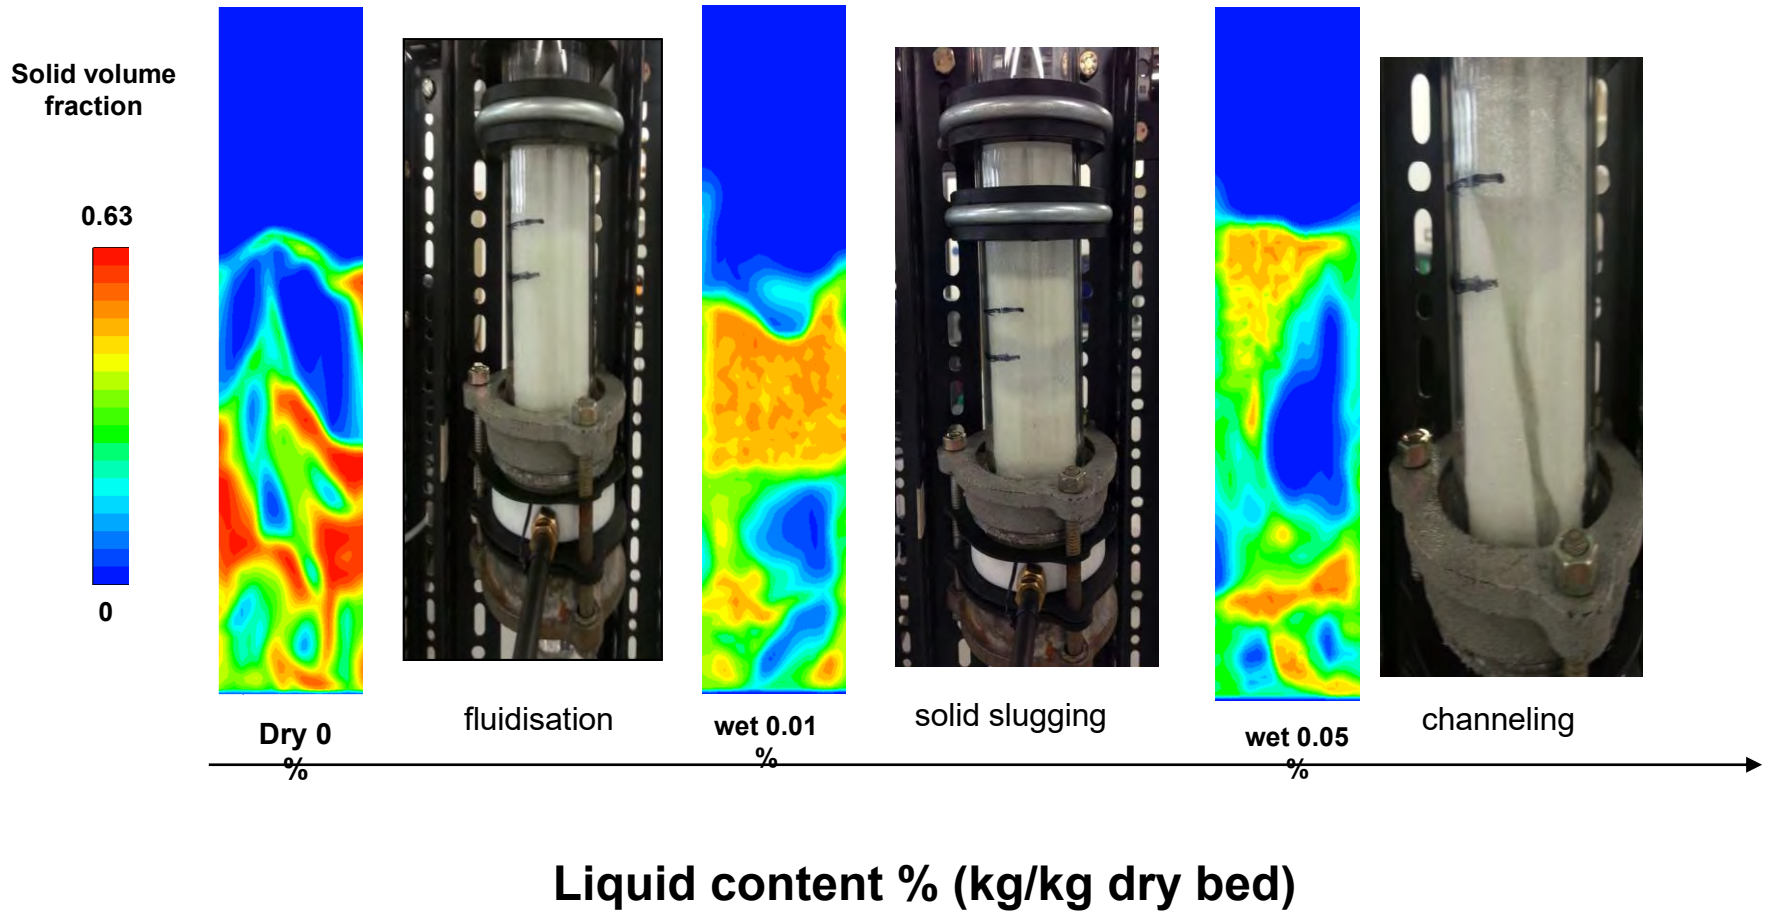 Solid volume
fraction
0.63
0
Dry 0
%
fluidisation
wet 0.01
%
solid slugging
wet 0.05
%
channeling
Liquid content % (kg/kg dry bed)